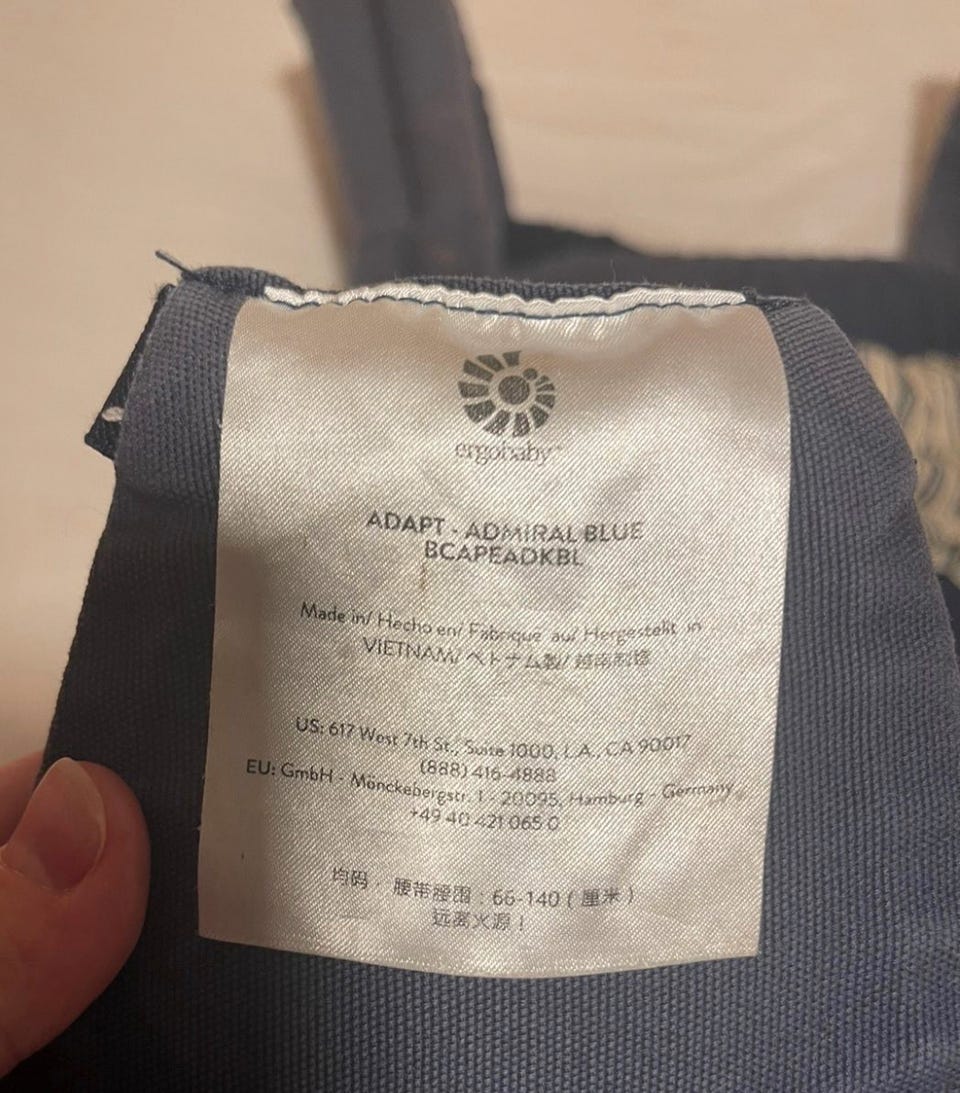 ergobaby™
ADAPT - ADMIRAL BLUE
BCAPEADKBL
Made in/ Hecho en/ Fabriqué au/ Hergestellt in
VIETNAM/ ベトナム製/ 越南制造
US: 617 West 7th St., Suite 1000, L.A., CA 90017
(888) 416-4888
EU: GmbH - Mönckebergstr. 1 - 20095, Hamburg - Germany
+49 40 421 065 0
均码 - 腰带腰围 : 66-140 ( 厘米 )
远离火源 !